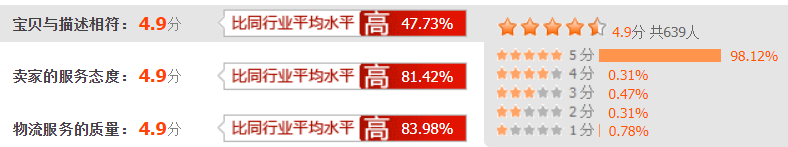 宝贝与描述相符：4.9分 比同行业平均水平 高 47.73%
卖家的服务态度：4.9分 比同行业平均水平 高 81.42%
物流服务的质量：4.9分 比同行业平均水平 高 83.98%
4.9分 共639人
5分 98.12%
4分 0.31%
3分 0.47%
2分 0.31%
1分 0.78%